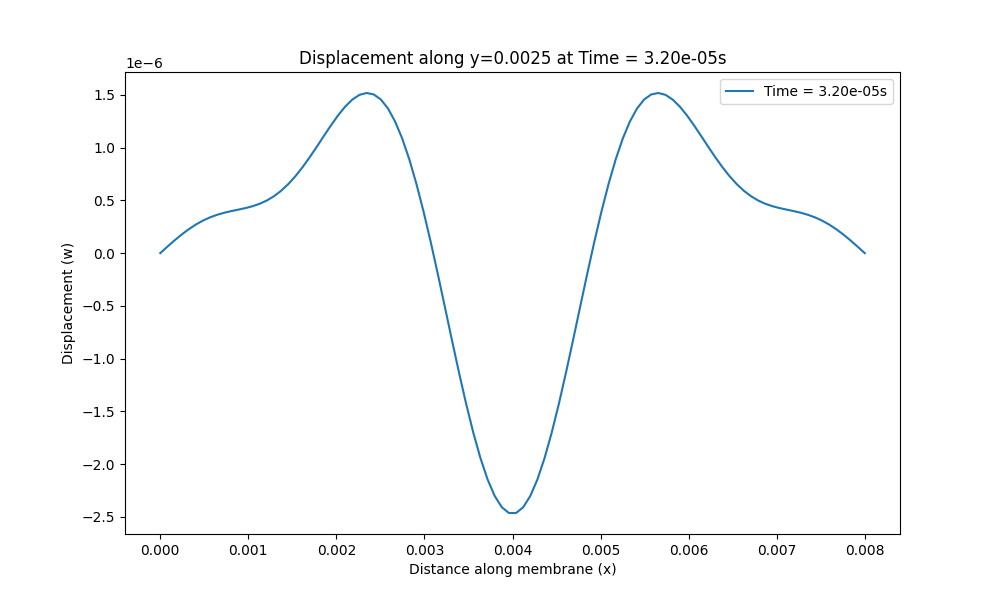 Displacement along y=0.0025 at Time = 3.20e-05s
1e−6
Time = 3.20e-05s
1.5
1.0
0.5
0.0
−0.5
−1.0
−1.5
−2.0
−2.5
Displacement (w)
0.000 0.001 0.002 0.003 0.004 0.005 0.006 0.007 0.008
Distance along membrane (x)